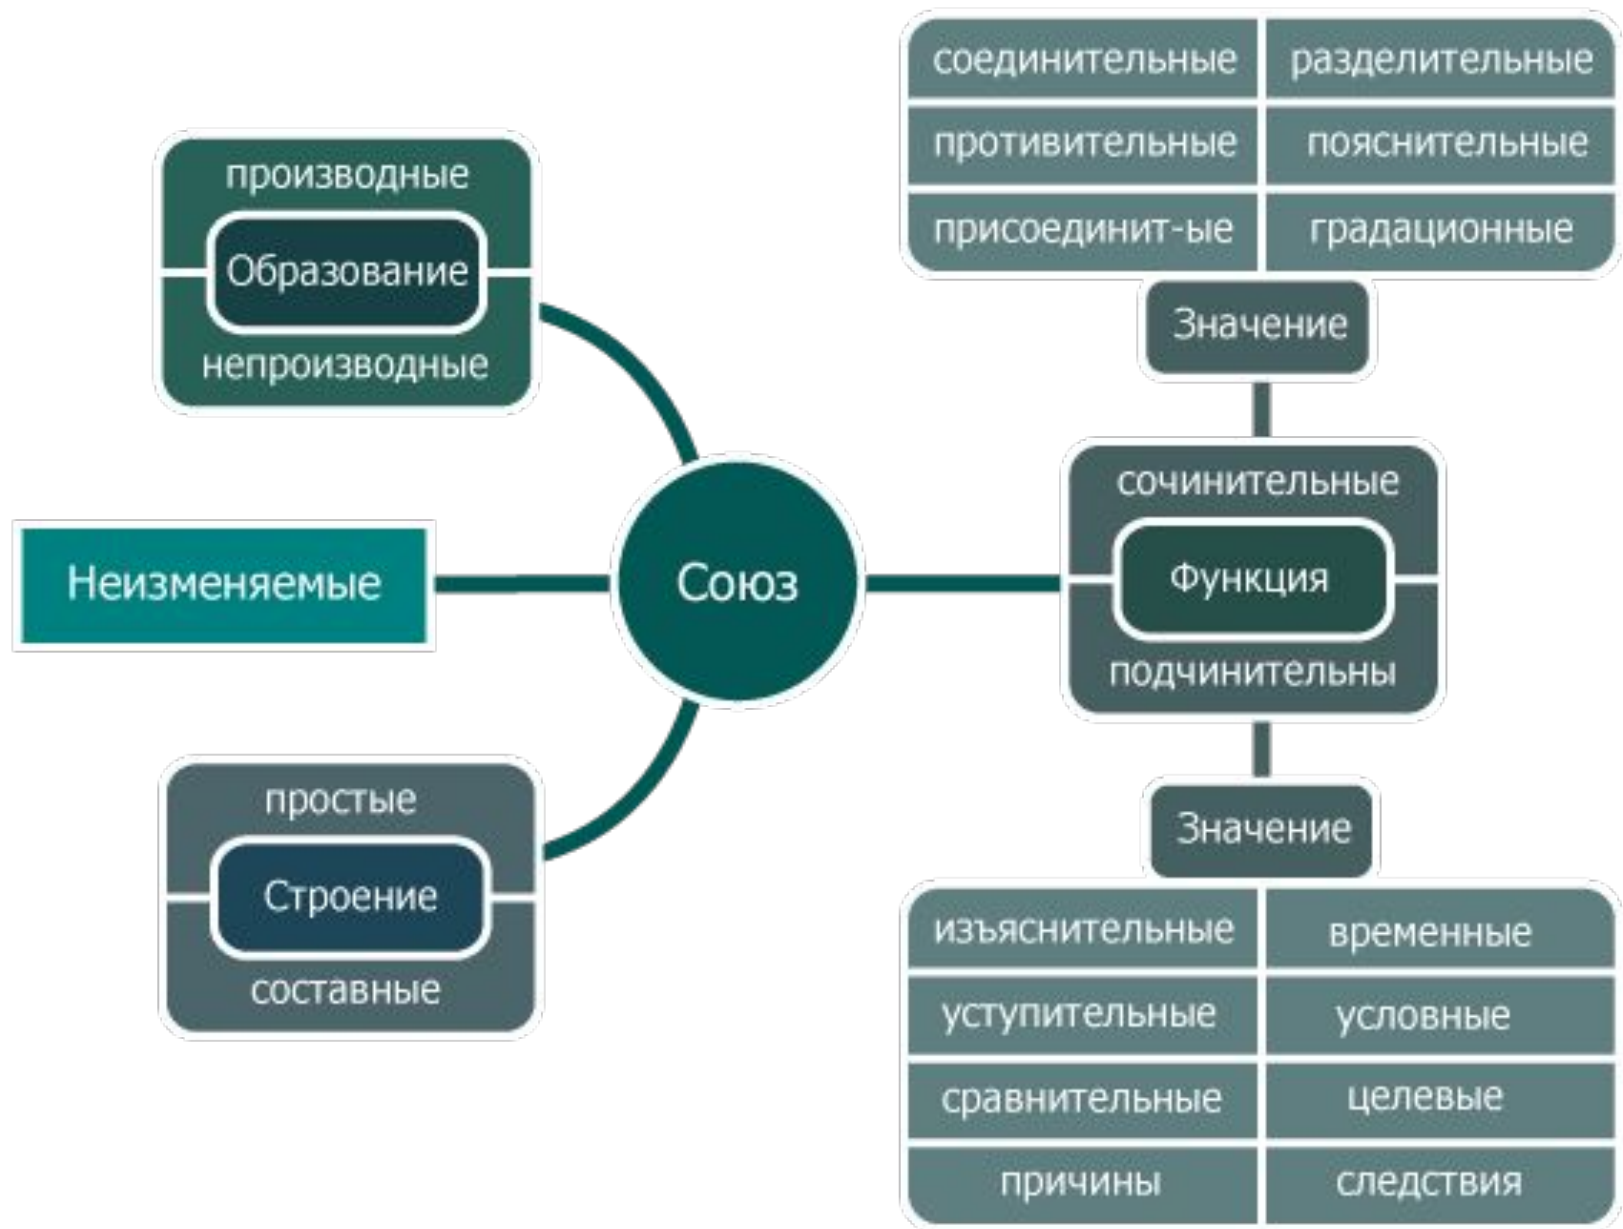 производные
Образование
непроизводные
Неизменяемые
простые
Строение
составные
Союз
соединительные разделительные
противительные пояснительные
присоединит-ые градационные
Значение
сочинительные
Функция
подчинительны
Значение
изъяснительные временные
уступительные условные
сравнительные целевые
причины следствия